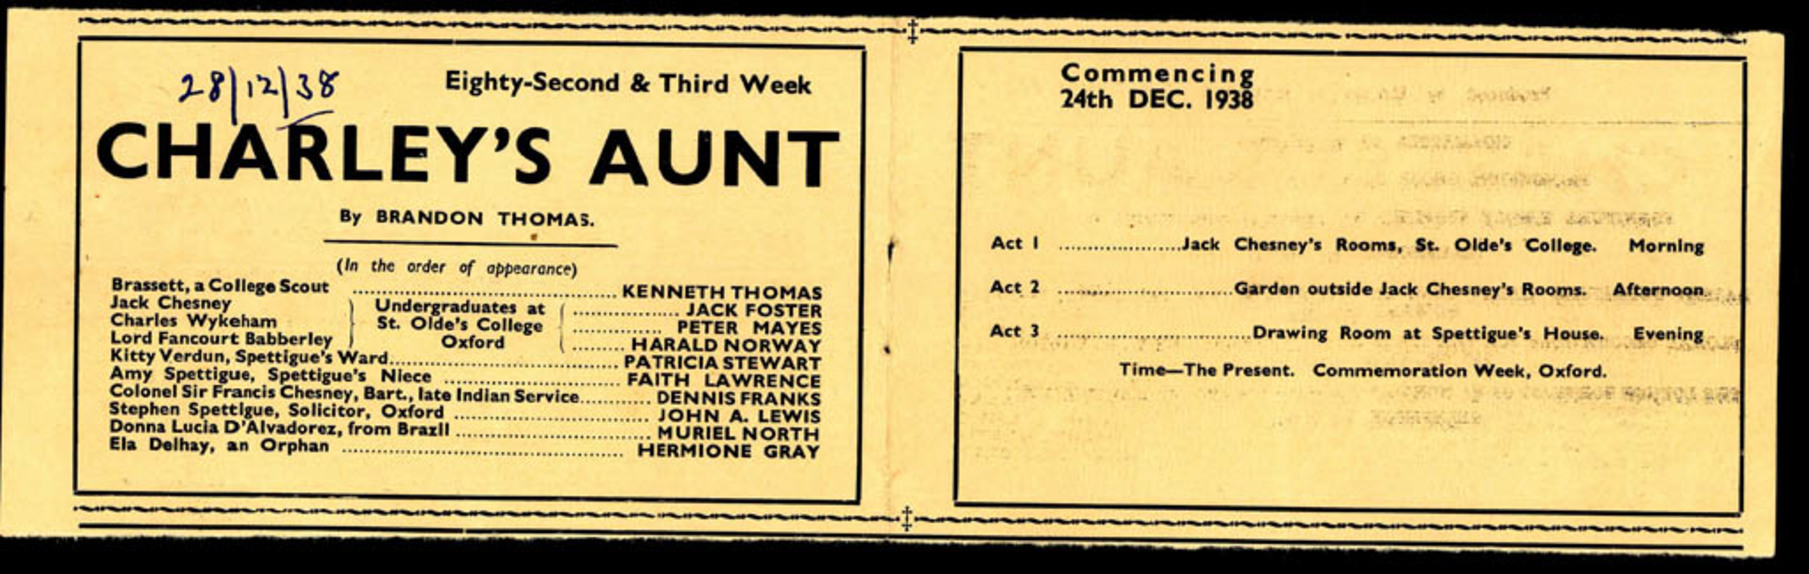 28/12/38
Eighty-Second & Third Week
CHARLEY'S AUNT
By BRANDON THOMAS.
(In the order of appearance)
Brassett, a College Scout ........ KENNETH THOMAS
Jack Chesney ........ JACK FOSTER
Charles Wykeham ........ PETER MAYES
Lord Fancourt Babberley ........ HARALD NORWAY
Undergraduates at
St. Olde's College
Oxford
Kitty Verdun, Spettigue's Ward........ PATRICIA STEWART
Amy Spettigue, Spettigue's Niece ........ FAITH LAWRENCE
Colonel Sir Francis Chesney, Bart., late Indian Service........ DENNIS FRANKS
Stephen Spettigue, Solicitor, Oxford ........ JOHN A. LEWIS
Donna Lucia D'Alvadorez, from Brazil ........ MURIEL NORTH
Ela Delhay, an Orphan ........ HERMIONE GRAY
Commencing
24th DEC. 1938
Act 1 ........Jack Chesney's Rooms, St. Olde's College. Morning
Act 2 ........Garden outside Jack Chesney's Rooms. Afternoon
Act 3 ........Drawing Room at Spettigue's House. Evening
Time—The Present. Commemoration Week, Oxford.